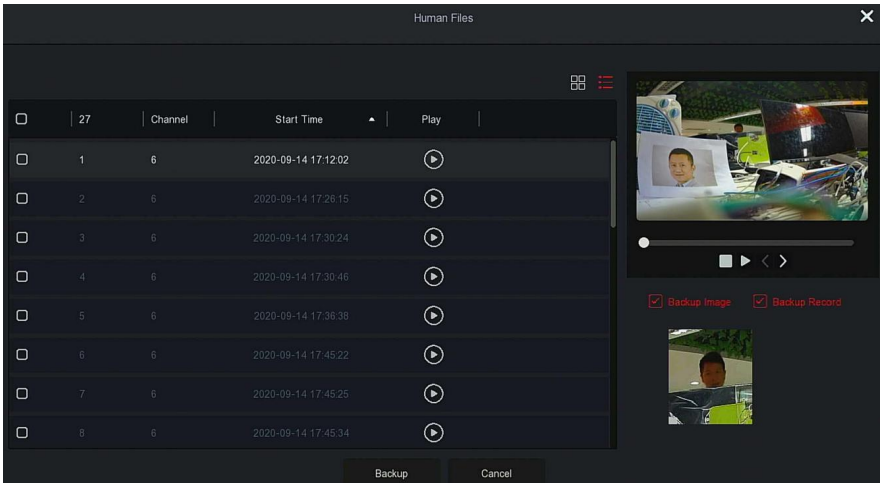 Human Files
27 Channel Start Time Play
1 6 2020-09-14 17:12:02
2 6 2020-09-14 17:26:15
3 6 2020-09-14 17:30:24
4 6 2020-09-14 17:30:46
5 6 2020-09-14 17:36:38
6 6 2020-09-14 17:45:22
7 6 2020-09-14 17:45:25
8 6 2020-09-14 17:45:34
Backup Image Backup Record
Backup Cancel